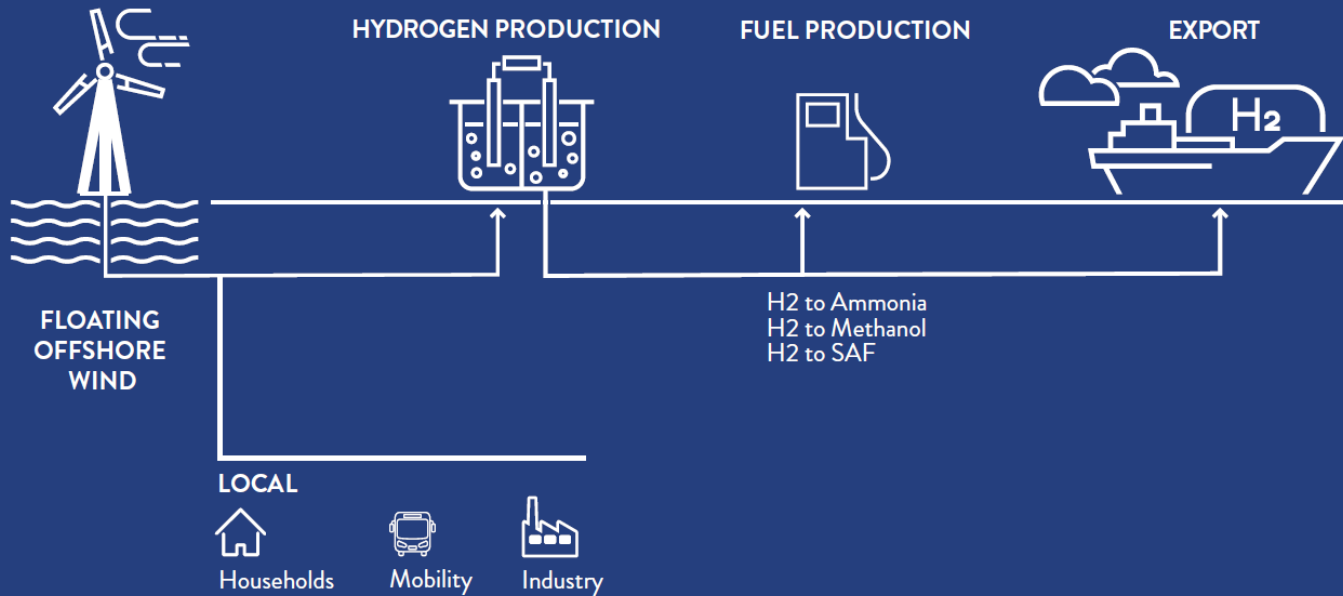 HYDROGEN PRODUCTION
FUEL PRODUCTION
EXPORT
H2
FLOATING
OFFSHORE
WIND
H2 to Ammonia
H2 to Methanol
H2 to SAF
LOCAL
Households
Mobility
Industry